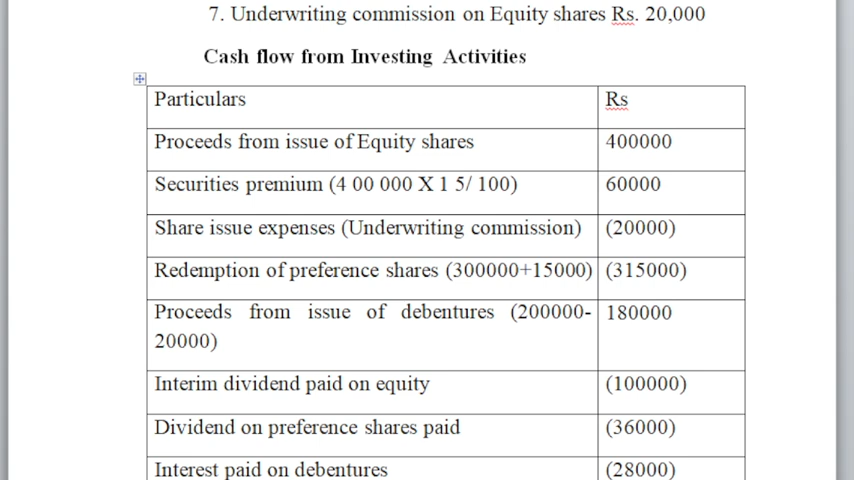 7. Underwriting commission on Equity shares Rs. 20,000
Cash flow from Investing Activities
Particulars Rs
Proceeds from issue of Equity shares 400000
Securities premium (4 00 000 X 1 5/ 100) 60000
Share issue expenses (Underwriting commission) (20000)
Redemption of preference shares (300000+15000) (315000)
Proceeds from issue of debentures (200000- 180000
20000)
Interim dividend paid on equity (100000)
Dividend on preference shares paid (36000)
Interest paid on debentures (28000)